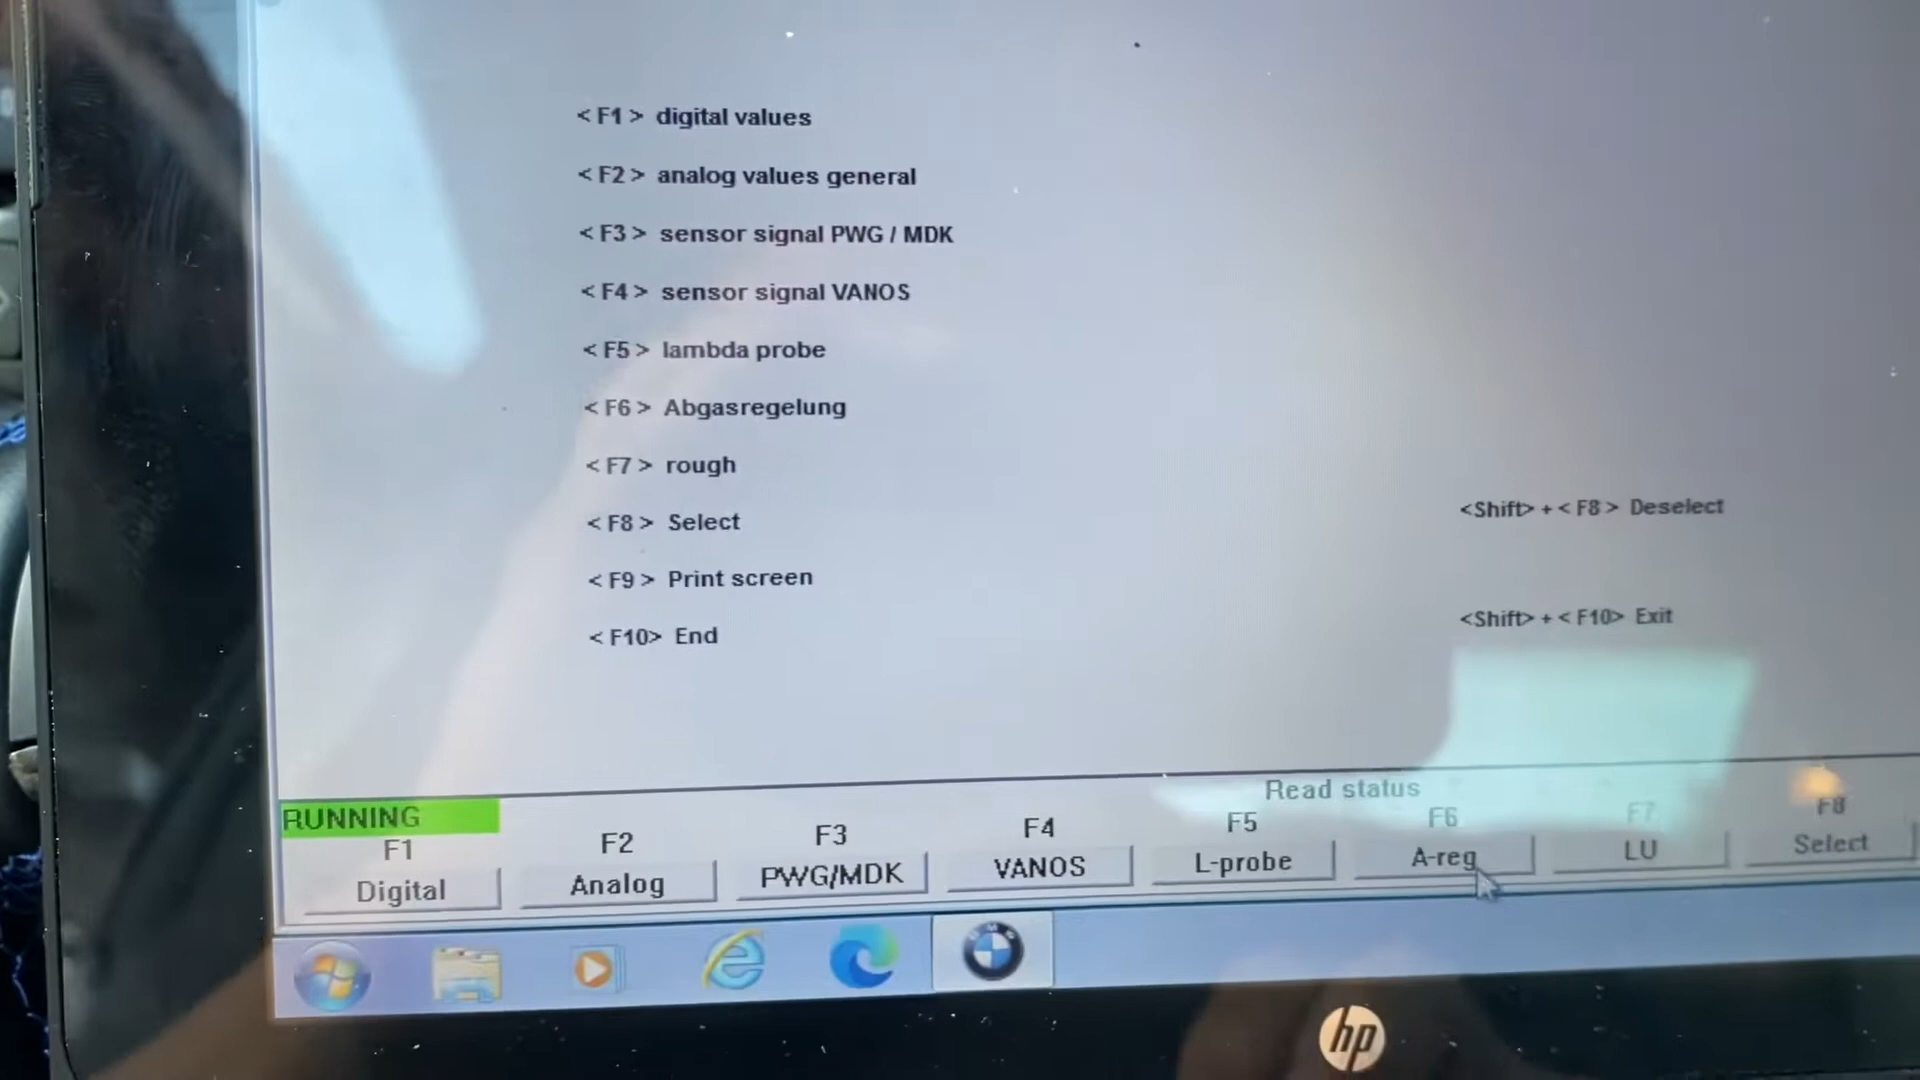 < F1 > digital values
< F2 > analog values general
< F3 > sensor signal PWG / MDK
< F4 > sensor signal VANOS
< F5 > lambda probe
< F6 > Abgasregelung
< F7 > rough
< F8 > Select
<Shift> + < F8 > Deselect
< F9 > Print screen
< F10> End
<Shift> + < F10> Exit
Read status
RUNNING
F1 F2 F3 F4 F5 F6 F7 F8
Digital Analog PWG/MDK VANOS L-probe A-reg LU Select
hp